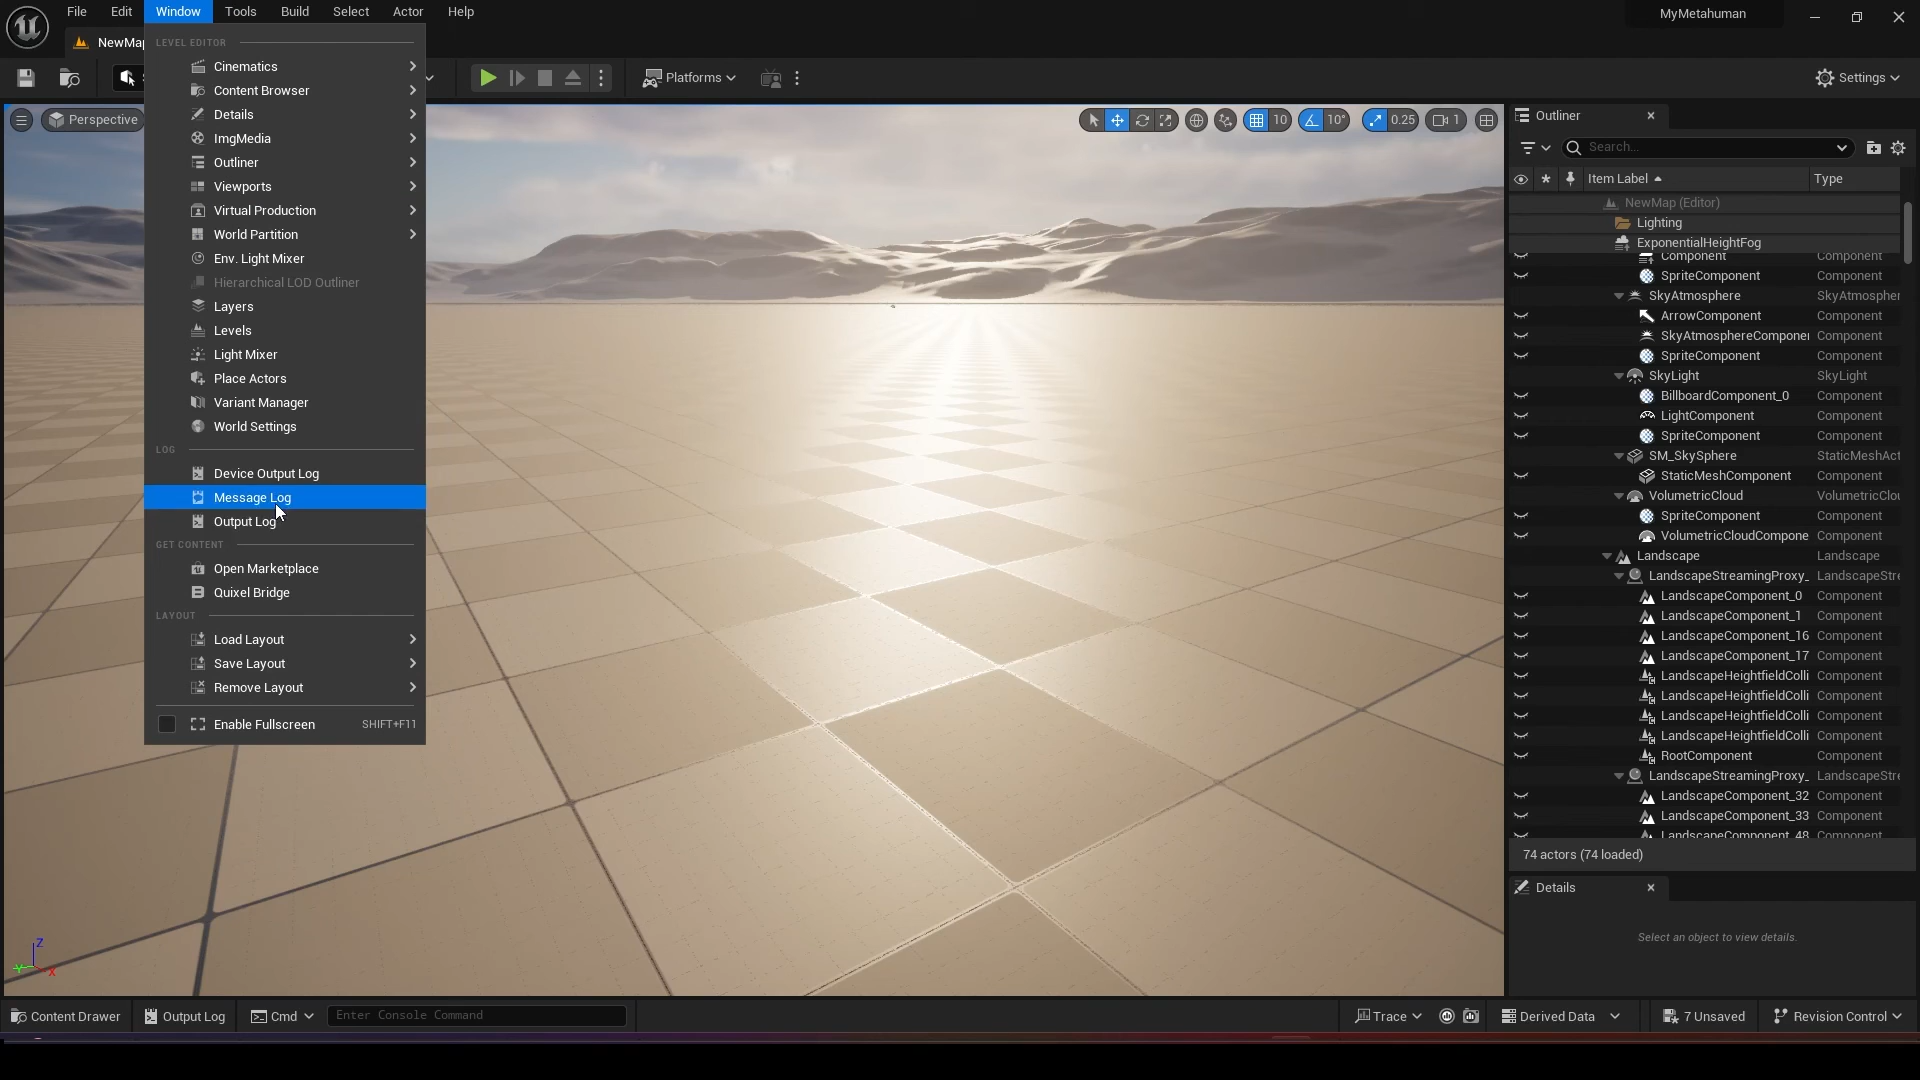 File Edit Window Tools Build Select Actor Help
MyMetahuman
NewMap
LEVEL EDITOR
Cinematics
Content Browser
Details
ImgMedia
Outliner
Viewports
Virtual Production
World Partition
Env. Light Mixer
Hierarchical LOD Outliner
Layers
Levels
Light Mixer
Place Actors
Variant Manager
World Settings
LOG
Device Output Log
Message Log
Output Log
GET CONTENT
Open Marketplace
Quixel Bridge
LAYOUT
Load Layout
Save Layout
Remove Layout
Enable Fullscreen SHIFT+F11
Platforms
Settings
Perspective
10 10° 0.25 1
Z
Y
X
Outliner
Search...
Item Label Type
NewMap (Editor)
Lighting
ExponentialHeightFog
Component Component
SpriteComponent Component
SkyAtmosphere SkyAtmospher
ArrowComponent Component
SkyAtmosphereComponer Component
SpriteComponent Component
SkyLight SkyLight
BillboardComponent_0 Component
LightComponent Component
SpriteComponent Component
SM_SkySphere StaticMeshAct
StaticMeshComponent Component
VolumetricCloud VolumetricClou
SpriteComponent Component
VolumetricCloudCompone Component
Landscape Landscape
LandscapeStreamingProxy_ LandscapeStre
LandscapeComponent_0 Component
LandscapeComponent_1 Component
LandscapeComponent_16 Component
LandscapeComponent_17 Component
LandscapeHeightfieldColli Component
LandscapeHeightfieldColli Component
LandscapeHeightfieldColli Component
LandscapeHeightfieldColli Component
RootComponent Component
LandscapeStreamingProxy_ LandscapeStre
LandscapeComponent_32 Component
LandscapeComponent_33 Component
LandscapeComponent_48 Component
74 actors (74 loaded)
Details
Select an object to view details.
Content Drawer Output Log Cmd Enter Console Command Trace Derived Data 7 Unsaved Revision Control